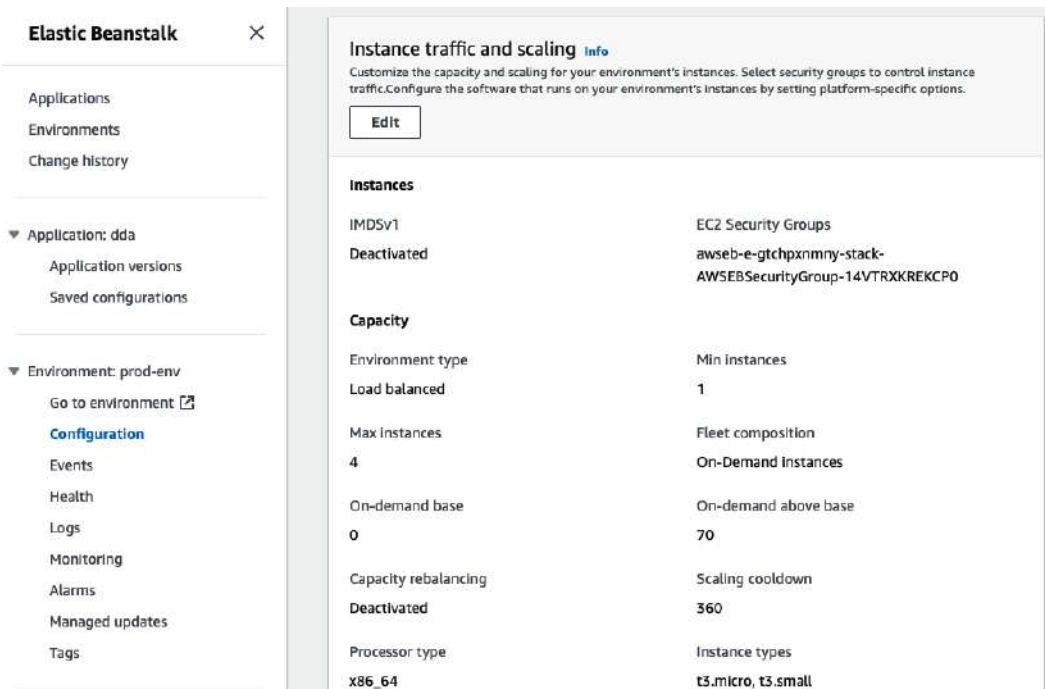 Elastic Beanstalk
Applications
Environments
Change history
Application: dda
Application versions
Saved configurations
Environment: prod-env
Go to environment
Configuration
Events
Health
Logs
Monitoring
Alarms
Managed updates
Tags
Instance traffic and scaling Info
Customize the capacity and scaling for your environment's instances. Select security groups to control instance
traffic.Configure the software that runs on your environment's instances by setting platform-specific options.
Edit
Instances
IMDSv1
Deactivated
EC2 Security Groups
awseb-e-gtchpxnmny-stack-
AWSEBSecurityGroup-14VTRXKREKCP0
Capacity
Environment type
Load balanced
Min instances
1
Max instances
4
Fleet composition
On-Demand instances
On-demand base
0
On-demand above base
70
Capacity rebalancing
Deactivated
Scaling cooldown
360
Processor type
x86_64
Instance types
t3.micro, t3.small